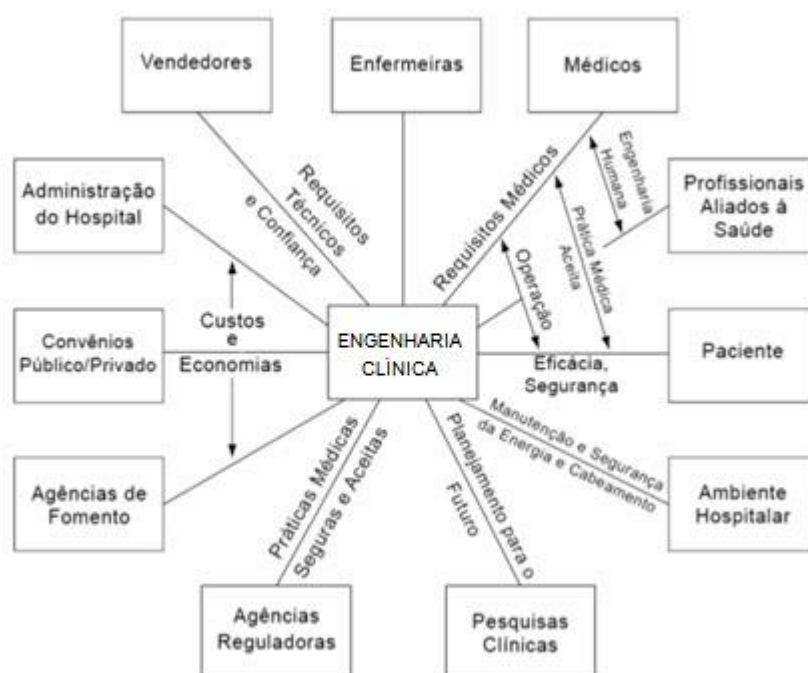 Vendedores
Enfermeiras
Médicos
Administração
do Hospital
Requisitos
Técnicos
e Confiança
Requisitos Médicos
Engenharia
Humana
Profissionais
Aliados à
Saúde
Prática Médica
Aceita
Operação
Convênios
Público/Privado
Custos
e
Economias
ENGENHARIA
CLÍNICA
Eficácia,
Segurança
Paciente
Agências de
Fomento
Práticas Médicas
Seguras e Aceitas
Planejamento para o
Futuro
Manutenção e Segurança
da Energia e Cabeamento
Ambiente
Hospitalar
Agências
Reguladoras
Pesquisas
Clínicas